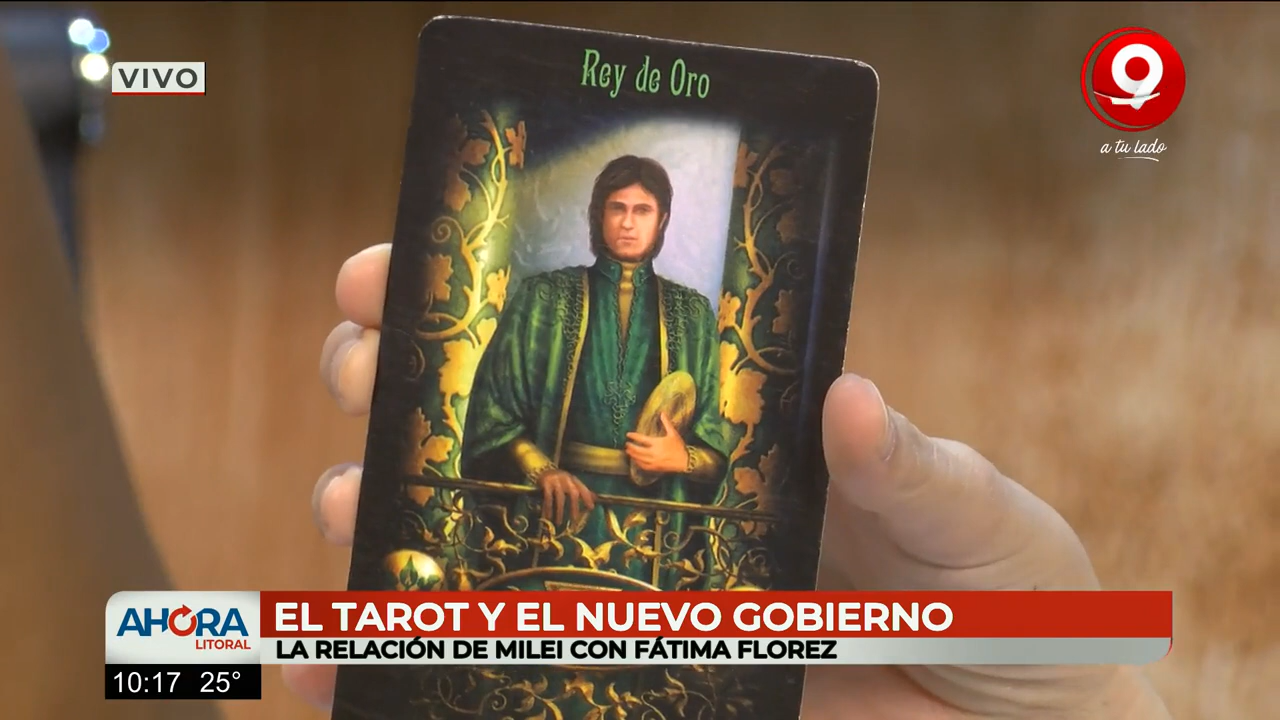 Rey de Oro
VIVO
9
a tu lado
AHORA
LITORAL
EL TAROT Y EL NUEVO GOBIERNO
LA RELACIÓN DE MILEI CON FÁTIMA FLOREZ
10:17 25°